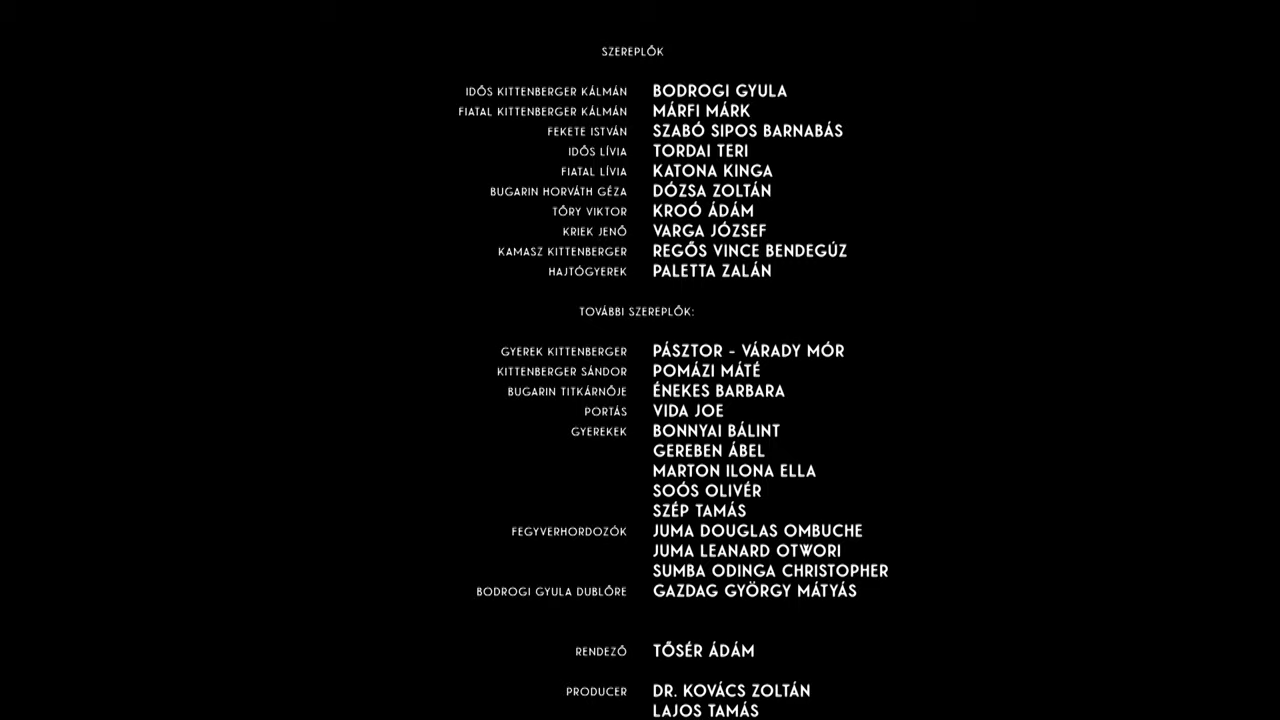 SZEREPLŐK
IDŐS KITTENBERGER KÁLMÁN BODROGI GYULA
FIATAL KITTENBERGER KÁLMÁN MÁRFI MÁRK
FEKETE ISTVÁN SZABÓ SIPOS BARNABÁS
IDŐS LÍVIA TORDAI TERI
FIATAL LÍVIA KATONA KINGA
BUGARIN HORVÁTH GÉZA DÓZSA ZOLTÁN
TŐRY VIKTOR KROÓ ÁDÁM
KRIEK JENŐ VARGA JÓZSEF
KAMASZ KITTENBERGER REGŐS VINCE BENDEGÚZ
HAJTÓGYEREK PALETTA ZALÁN
TOVÁBBI SZEREPLŐK:
GYEREK KITTENBERGER PÁSZTOR - VÁRADY MÓR
KITTENBERGER SÁNDOR POMÁZI MÁTÉ
BUGARIN TITKÁRNŐJE ÉNEKES BARBARA
PORTÁS VIDA JOE
GYEREKEK BONNYAI BÁLINT
GEREBEN ÁBEL
MARTON ILONA ELLA
SOÓS OLIVÉR
SZÉP TAMÁS
FEGYVERHORDOZÓK JUMA DOUGLAS OMBUCHE
JUMA LEANARD OTWORI
SUMBA ODINGA CHRISTOPHER
BODROGI GYULA DUBLŐRE GAZDAG GYÖRGY MÁTYÁS
RENDEZŐ TŐSÉR ÁDÁM
PRODUCER DR. KOVÁCS ZOLTÁN
LAJOS TAMÁS